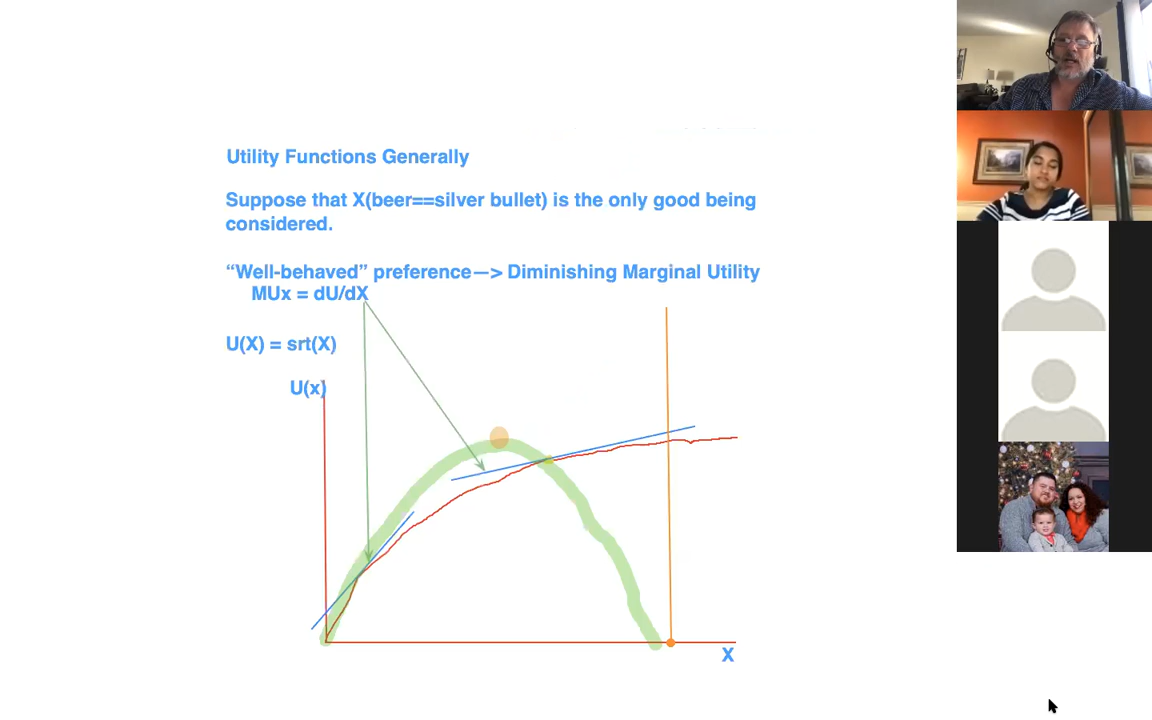 Utility Functions Generally
Suppose that X(beer==silver bullet) is the only good being
considered.
“Well-behaved” preference—> Diminishing Marginal Utility
MUx = dU/dX
U(X) = srt(X)
U(x)
X